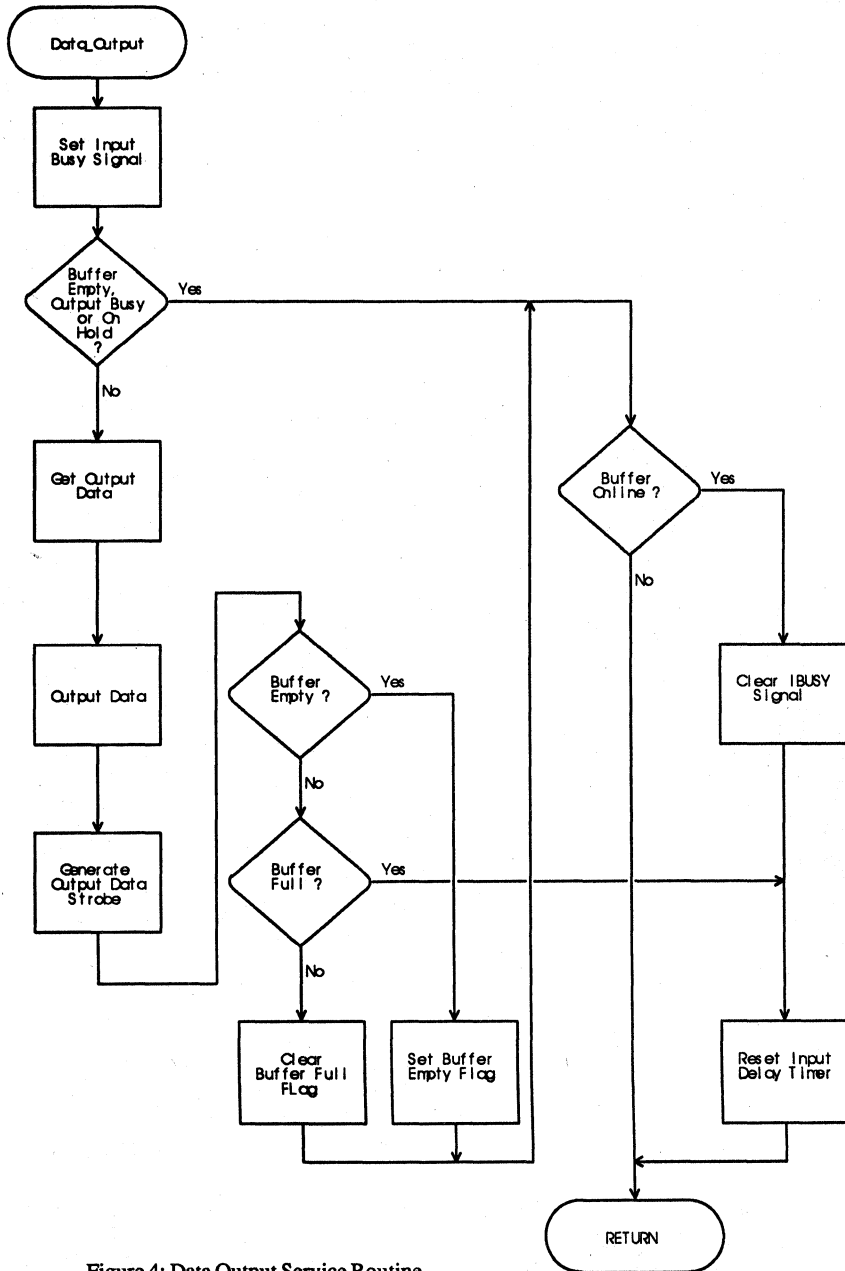 Data_Output
Set Input
Busy Signal
Buffer
Empty,
Output Busy
or On
Hold
?
Yes
No
Get Output
Data
Output Data
Generate
Output Data
Strobe
Buffer
Empty ?
Yes
No
Buffer
Full ?
Yes
No
Clear
Buffer Full
FLag
Set Buffer
Empty Flag
Buffer
Online ?
Yes
No
Clear IBUSY
Signal
Reset Input
Delay Timer
RETURN
Figure 4: Data Output Service Routine